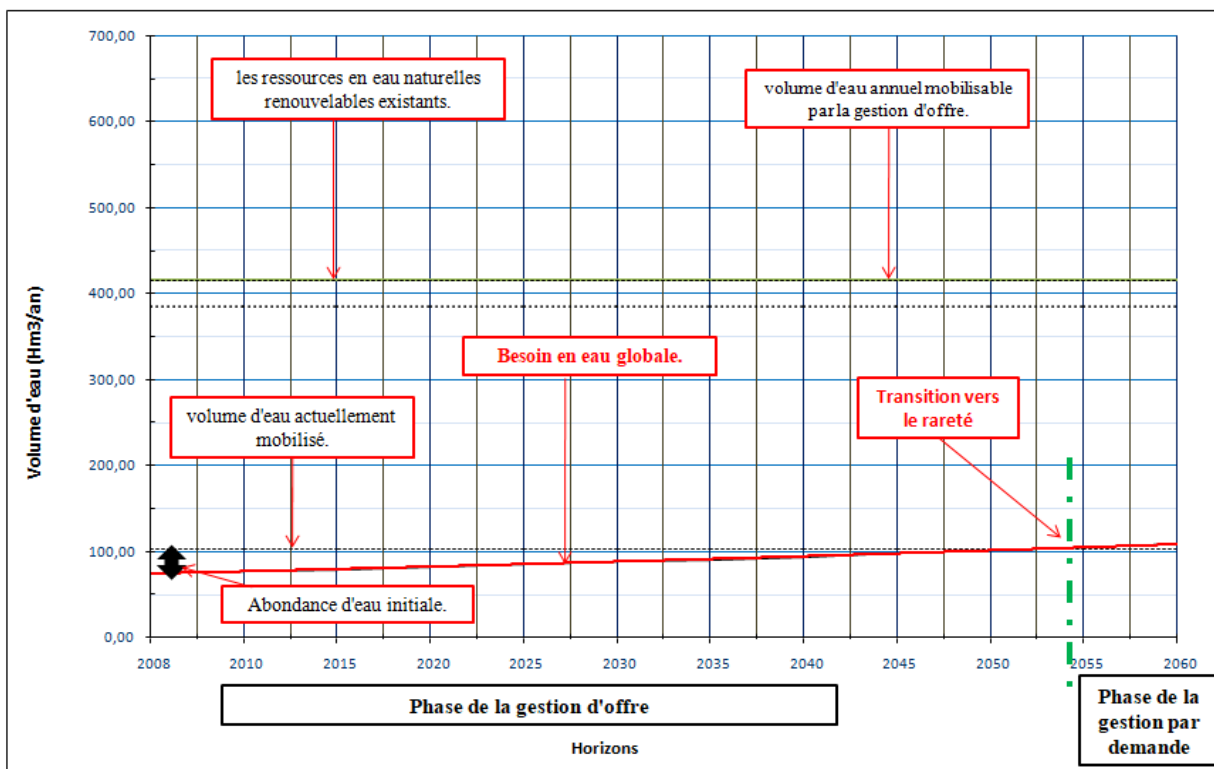 700,00
600,00
500,00
400,00
300,00
200,00
100,00
0,00
Volume d'eau (Hm3/an)
les ressources en eau naturelles
renouvelables existants.
volume d'eau annuel mobilisable
par la gestion d'offre.
Besoin en eau globale.
volume d'eau actuellement
mobilisé.
Transition vers
le rareté
Abondance d'eau initiale.
2008 2010 2015 2020 2025 2030 2035 2040 2045 2050 2055 2060
Phase de la gestion d'offre
Phase de la
gestion par
demande
Horizons